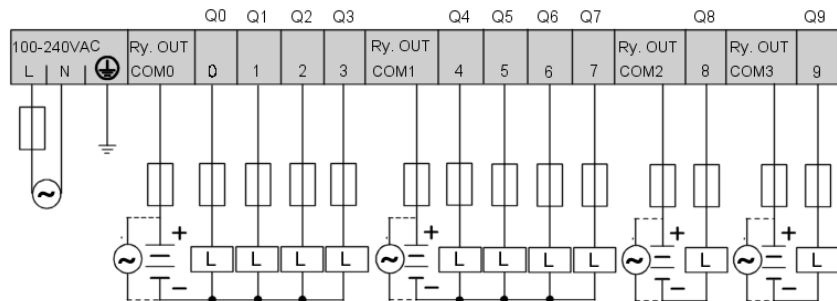 Q0 Q1 Q2 Q3 Q4 Q5 Q6 Q7 Q8 Q9
100-240VAC Ry. OUT Ry. OUT Ry. OUT Ry. OUT
L N COM0 0 1 2 3 COM1 4 5 6 7 COM2 8 COM3 9
+ + + +
~ ~ L L L L ~ L L L L ~ L ~ L
− − − −